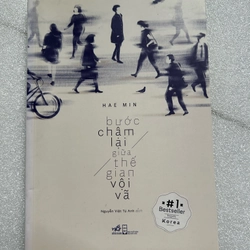 HAE MIN
bước
chậm
lại
giữa
thế
gian
vội
vã
Nguyễn Việt Tú Anh dịch
#1
Bestseller
Korea